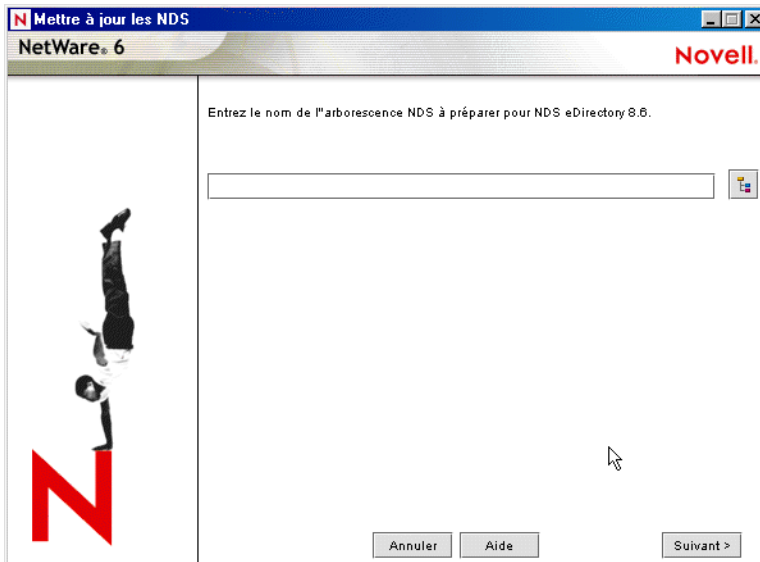 N Mettre à jour les NDS
NetWare® 6
Novell.
Entrez le nom de l"arborescence NDS à préparer pour NDS eDirectory 8.6.
N
Annuler
Aide
Suivant >